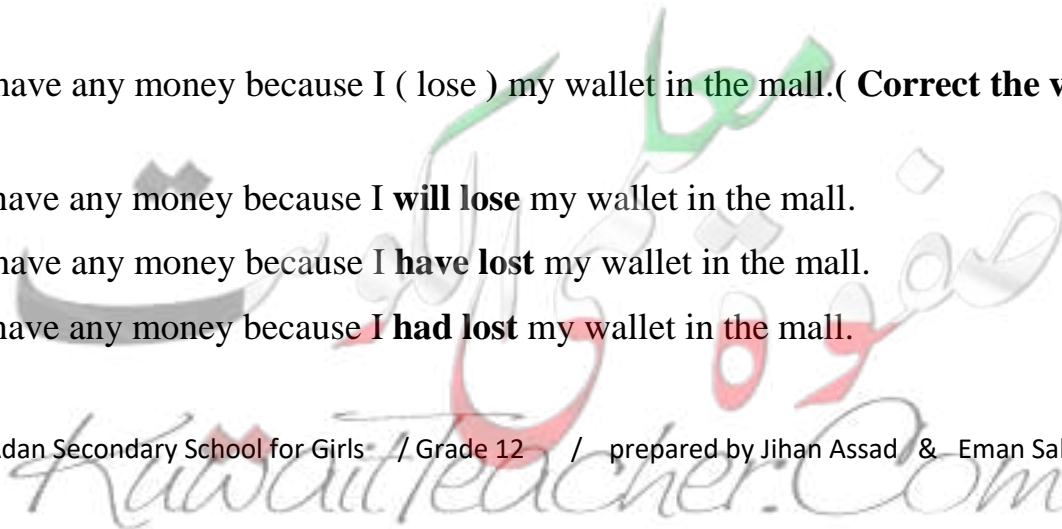 have any money because I ( lose ) my wallet in the mall.( Correct the v
have any money because I will lose my wallet in the mall.
have any money because I have lost my wallet in the mall.
have any money because I had lost my wallet in the mall.
dan Secondary School for Girls / Grade 12 / prepared by Jihan Assad & Eman Sal
صفوة معلمى الكويت
KuwaitTeacher.Com